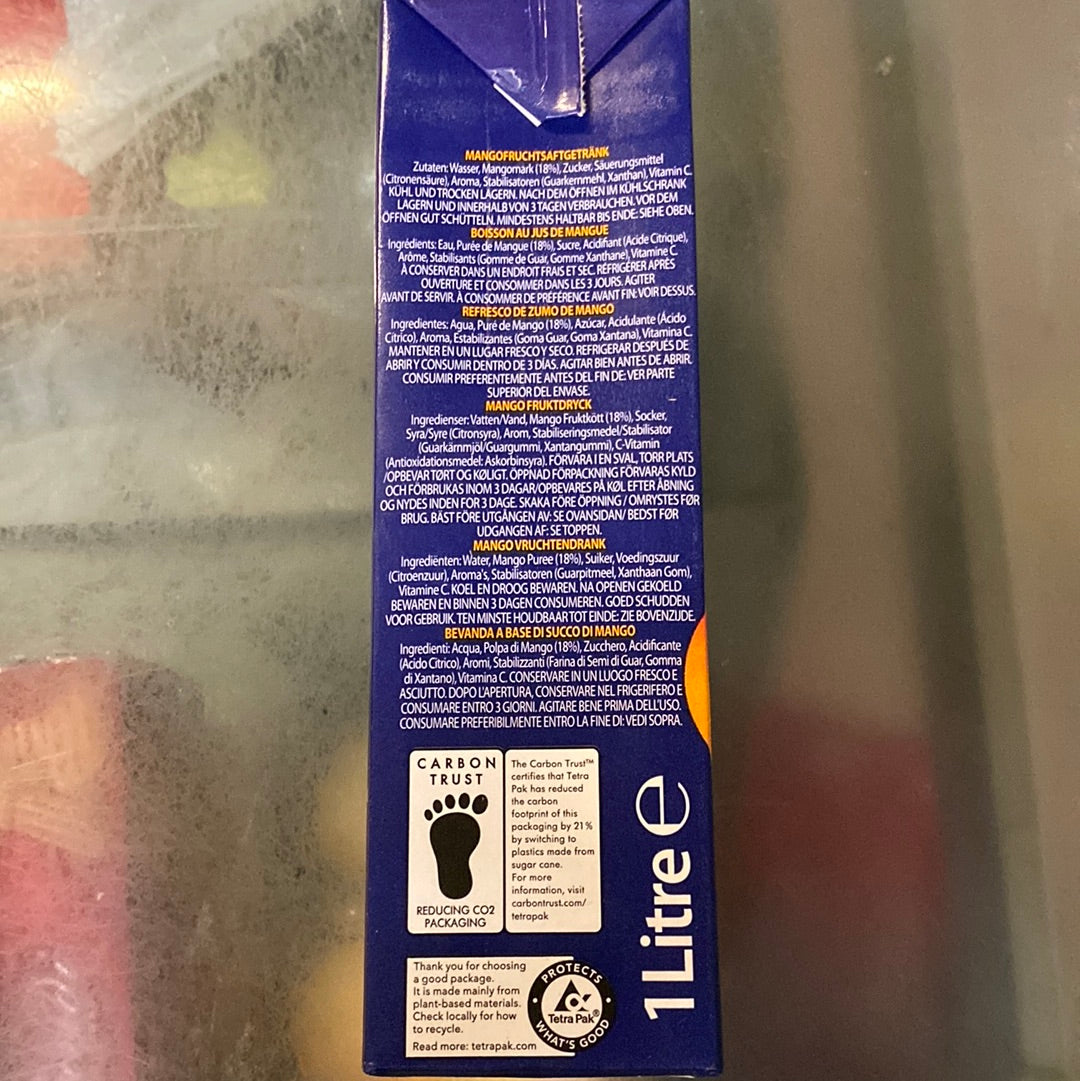 MANGOFRUCHTSAFTGETRÄNK
Zutaten: Wasser, Mangomark (18%), Zucker, Säuerungsmittel
(Citronensäure), Aroma, Stabilisatoren (Guarkernmehl, Xanthan), Vitamin C.
KÜHL UND TROCKEN LAGERN. NACH DEM ÖFFNEN IM KÜHLSCHRANK
LAGERN UND INNERHALB VON 3 TAGEN VERBRAUCHEN. VOR DEM
ÖFFNEN GUT SCHÜTTELN. MINDESTENS HALTBAR BIS ENDE: SIEHE OBEN.
BOISSON AU JUS DE MANGUE
Ingrédients: Eau, Purée de Mangue (18%), Sucre, Acidifiant (Acide Citrique),
Arôme, Stabilisants (Gomme de Guar, Gomme Xanthane), Vitamine C.
À CONSERVER DANS UN ENDROIT FRAIS ET SEC. RÉFRIGÉRER APRÈS
OUVERTURE ET CONSOMMER DANS LES 3 JOURS. AGITER
AVANT DE SERVIR. À CONSOMMER DE PRÉFÉRENCE AVANT FIN: VOIR DESSUS.
REFRESCO DE ZUMO DE MANGO
Ingredientes: Agua, Puré de Mango (18%), Azúcar, Acidulante (Ácido
Cítrico), Aroma, Estabilizantes (Goma Guar, Goma Xantana), Vitamina C.
MANTENER EN UN LUGAR FRESCO Y SECO. REFRIGERAR DESPUÉS DE
ABRIR Y CONSUMIR DENTRO DE 3 DÍAS. AGITAR BIEN ANTES DE ABRIR.
CONSUMIR PREFERENTEMENTE ANTES DEL FIN DE: VER PARTE
SUPERIOR DEL ENVASE.
MANGO FRUKTDRYCK
Ingredienser: Vatten/Vand, Mango Fruktkött (18%), Socker,
Syra/Syre (Citronsyra), Arom, Stabiliseringsmedel/Stabilisator
(Guarkärnmjöl/Guargummi, Xantangummi), C-Vitamin
(Antioxidationsmedel: Askorbinsyra). FÖRVARA I EN SVAL, TORR PLATS
/OPBEVAR TØRT OG KØLIGT. ÖPPNAD FÖRPACKNING FÖRVARAS KYLD
OCH FÖRBRUKAS INOM 3 DAGAR/OPBEVARES PÅ KØL EFTER ÅBNING
OG NYDES INDEN FOR 3 DAGE. SKAKA FÖRE ÖPPNING / OMRYSTES FØR
BRUG. BÄST FÖRE UTGÅNGEN AV: SE OVANSIDAN/ BEDST FØR
UDGANGEN AF: SE TOPPEN.
MANGO VRUCHTENDRANK
Ingrediënten: Water, Mango Puree (18%), Suiker, Voedingszuur
(Citroenzuur), Aroma's, Stabilisatoren (Guarpitmeel, Xanthaan Gom),
Vitamine C. KOEL EN DROOG BEWAREN. NA OPENEN GEKOELD
BEWAREN EN BINNEN 3 DAGEN CONSUMEREN. GOED SCHUDDEN
VOOR GEBRUIK. TEN MINSTE HOUDBAAR TOT EINDE: ZIE BOVENZIJDE.
BEVANDA A BASE DI SUCCO DI MANGO
Ingredienti: Acqua, Polpa di Mango (18%), Zucchero, Acidificante
(Acido Citrico), Aromi, Stabilizzanti (Farina di Semi di Guar, Gomma
di Xantano), Vitamina C. CONSERVARE IN UN LUOGO FRESCO E
ASCIUTTO. DOPO L'APERTURA, CONSERVARE NEL FRIGERIFERO E
CONSUMARE ENTRO 3 GIORNI. AGITARE BENE PRIMA DELL'USO.
CONSUMARE PREFERIBILMENTE ENTRO LA FINE DI: VEDI SOPRA.
CARBON
TRUST
REDUCING CO2
PACKAGING
The Carbon Trust™
certifies that Tetra
Pak has reduced
the carbon
footprint of this
packaging by 21%
by switching to
plastics made from
sugar cane.
For more
information, visit
carbontrust.com/
tetrapak
1 Litre e
Thank you for choosing
a good package.
It is made mainly from
plant-based materials.
Check locally for how
to recycle.
Read more: tetrapak.com
PROTECTS
Tetra Pak®
WHAT'S GOOD